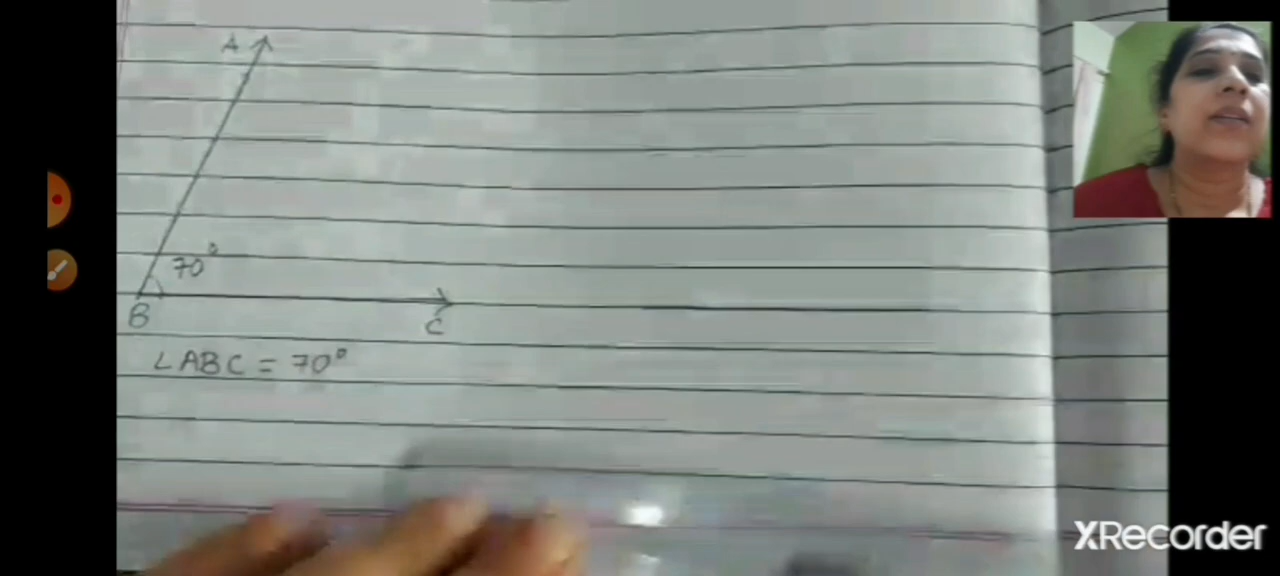 A
70°
B
C
∠ABC = 70°
XRecorder